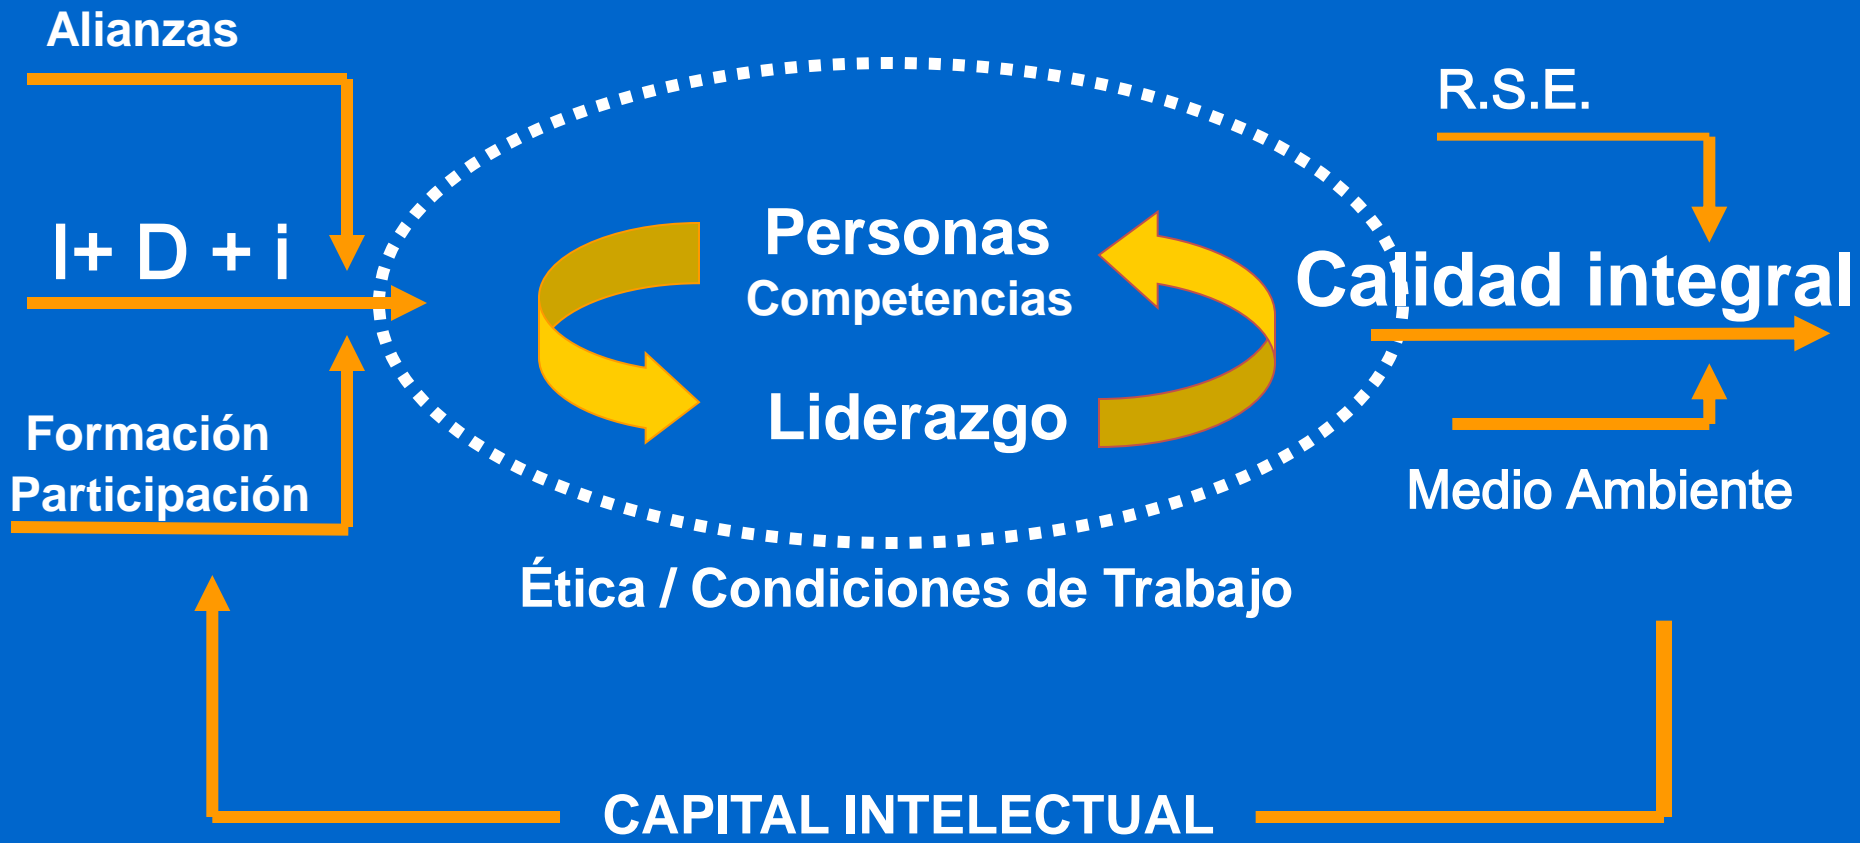 Alianzas
R.S.E.
I+ D + i
Personas
Competencias
Calidad integral
Liderazgo
Formación
Participación
Medio Ambiente
Ética / Condiciones de Trabajo
CAPITAL INTELECTUAL